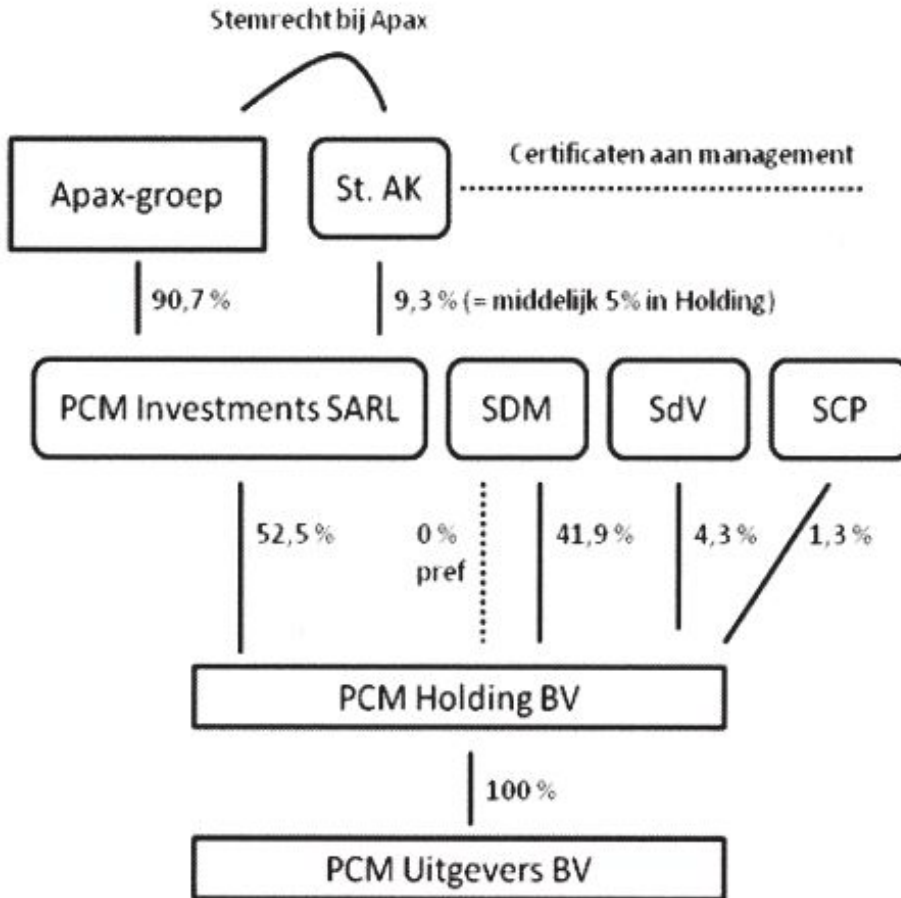 Stemrecht bij Apax
Apax-groep
St. AK
Certificaten aan management
90,7 %
9,3 % (= middelijk 5% in Holding)
PCM Investments SARL
SDM
SdV
SCP
52,5 %
0 %
pref
41,9 %
4,3 %
1,3 %
PCM Holding BV
100 %
PCM Uitgevers BV